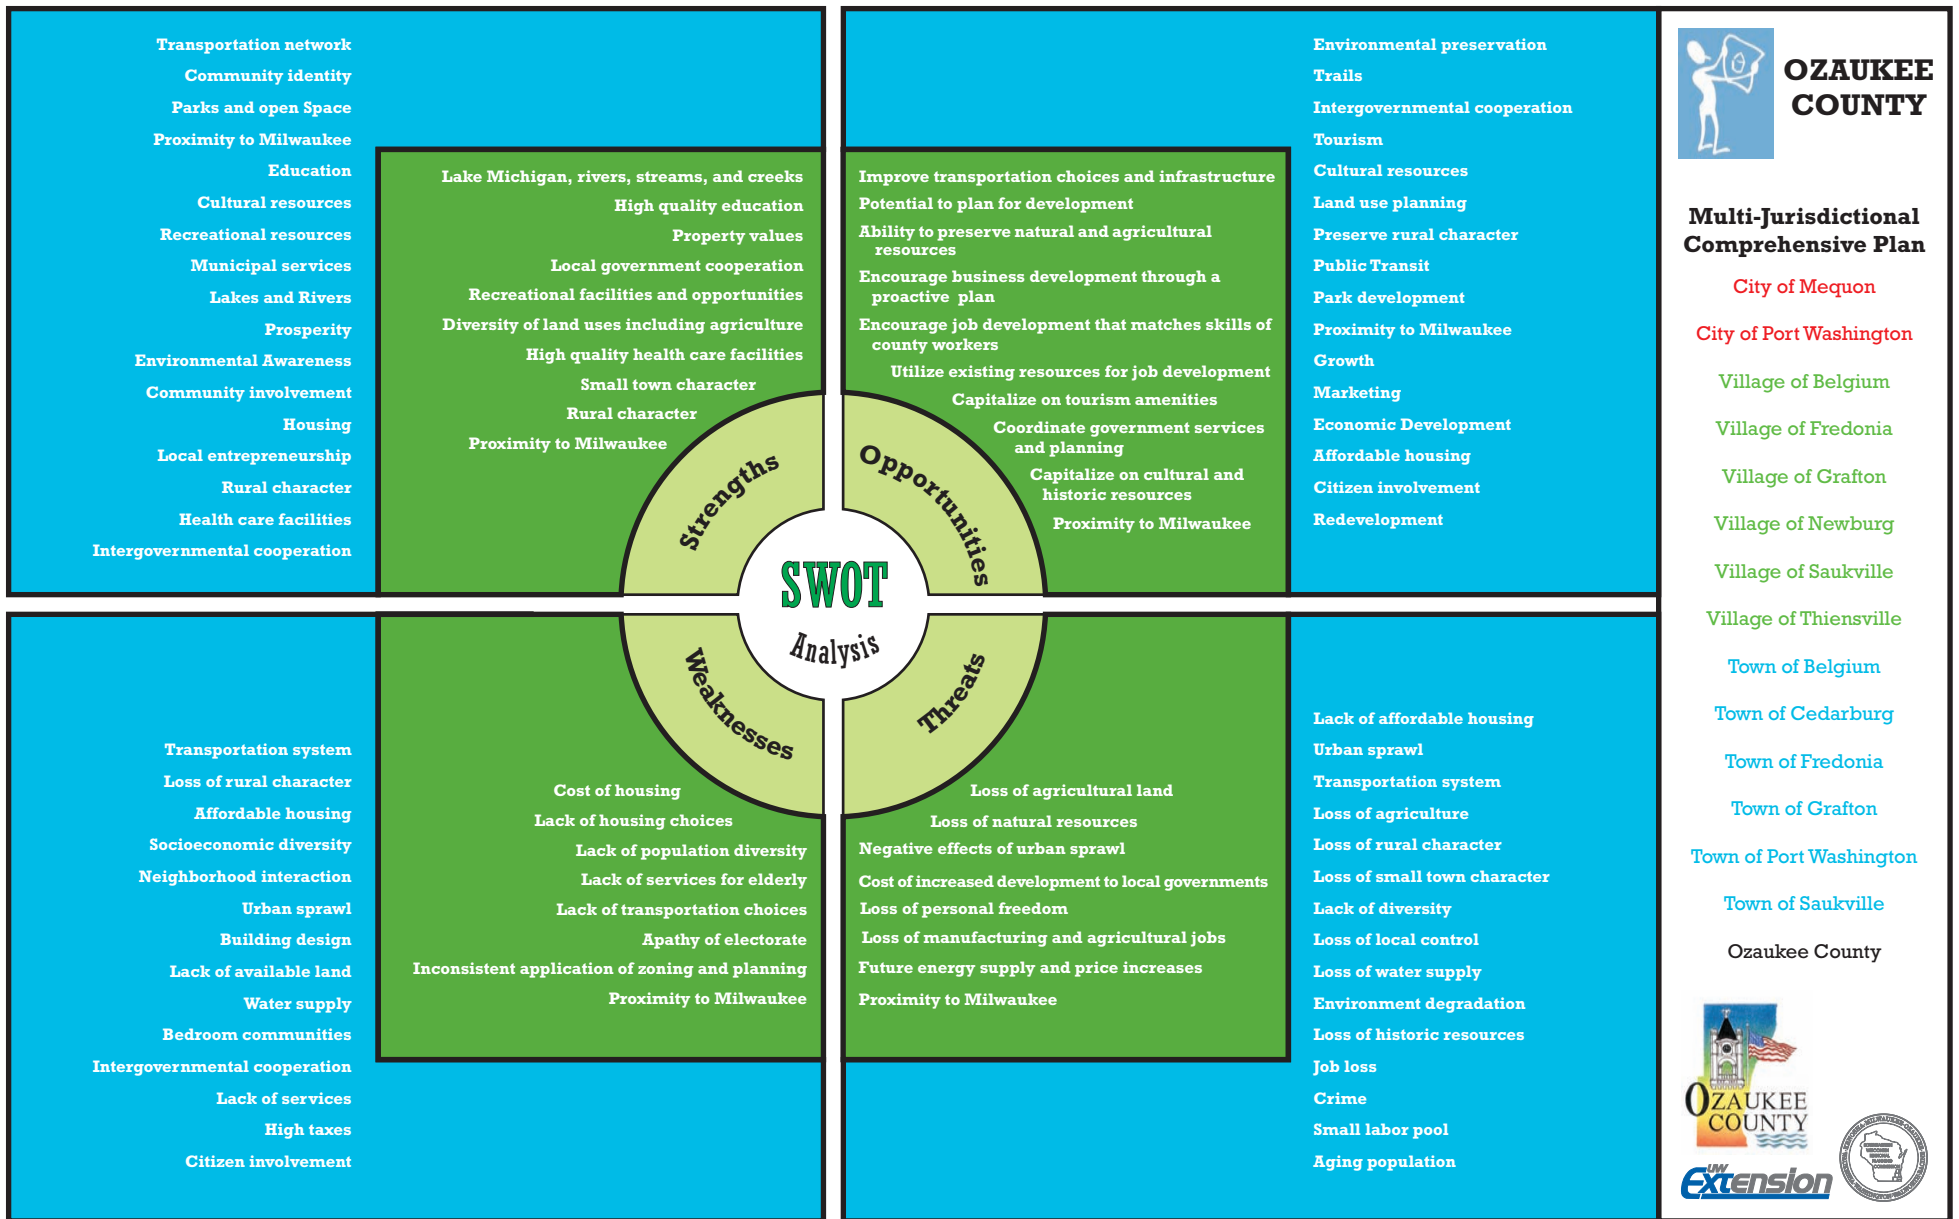 Transportation network
Community identity
Parks and open Space
Proximity to Milwaukee
Education
Cultural resources
Recreational resources
Municipal services
Lakes and Rivers
Prosperity
Environmental Awareness
Community involvement
Housing
Local entrepreneurship
Rural character
Health care facilities
Intergovernmental cooperation
Lake Michigan, rivers, streams, and creeks
High quality education
Property values
Local government cooperation
Recreational facilities and opportunities
Diversity of land uses including agriculture
High quality health care facilities
Small town character
Rural character
Proximity to Milwaukee
Strengths
Improve transportation choices and infrastructure
Potential to plan for development
Ability to preserve natural and agricultural
resources
Encourage business development through a
proactive plan
Encourage job development that matches skills of
county workers
Utilize existing resources for job development
Capitalize on tourism amenities
Coordinate government services
and planning
Capitalize on cultural and
historic resources
Proximity to Milwaukee
Opportunities
Environmental preservation
Trails
Intergovernmental cooperation
Tourism
Cultural resources
Land use planning
Preserve rural character
Public Transit
Park development
Proximity to Milwaukee
Growth
Marketing
Economic Development
Affordable housing
Citizen involvement
Redevelopment
SWOT
Analysis
Transportation system
Loss of rural character
Affordable housing
Socioeconomic diversity
Neighborhood interaction
Urban sprawl
Building design
Lack of available land
Water supply
Bedroom communities
Intergovernmental cooperation
Lack of services
High taxes
Citizen involvement
Weaknesses
Cost of housing
Lack of housing choices
Lack of population diversity
Lack of services for elderly
Lack of transportation choices
Apathy of electorate
Inconsistent application of zoning and planning
Proximity to Milwaukee
Threats
Loss of agricultural land
Loss of natural resources
Negative effects of urban sprawl
Cost of increased development to local governments
Loss of personal freedom
Loss of manufacturing and agricultural jobs
Future energy supply and price increases
Proximity to Milwaukee
Lack of affordable housing
Urban sprawl
Transportation system
Loss of agriculture
Loss of rural character
Loss of small town character
Lack of diversity
Loss of local control
Loss of water supply
Environment degradation
Loss of historic resources
Job loss
Crime
Small labor pool
Aging population
OZAUKEE
COUNTY
Multi-Jurisdictional
Comprehensive Plan
City of Mequon
City of Port Washington
Village of Belgium
Village of Fredonia
Village of Grafton
Village of Newburg
Village of Saukville
Village of Thiensville
Town of Belgium
Town of Cedarburg
Town of Fredonia
Town of Grafton
Town of Port Washington
Town of Saukville
Ozaukee County
OZAUKEE
COUNTY
UW
Extension